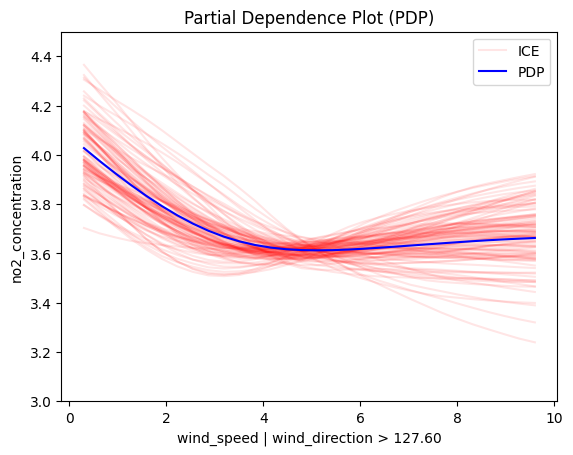 Partial Dependence Plot (PDP)
ICE
PDP
no2_concentration
4.4
4.2
4.0
3.8
3.6
3.4
3.2
3.0
0 2 4 6 8 10
wind_speed | wind_direction > 127.60